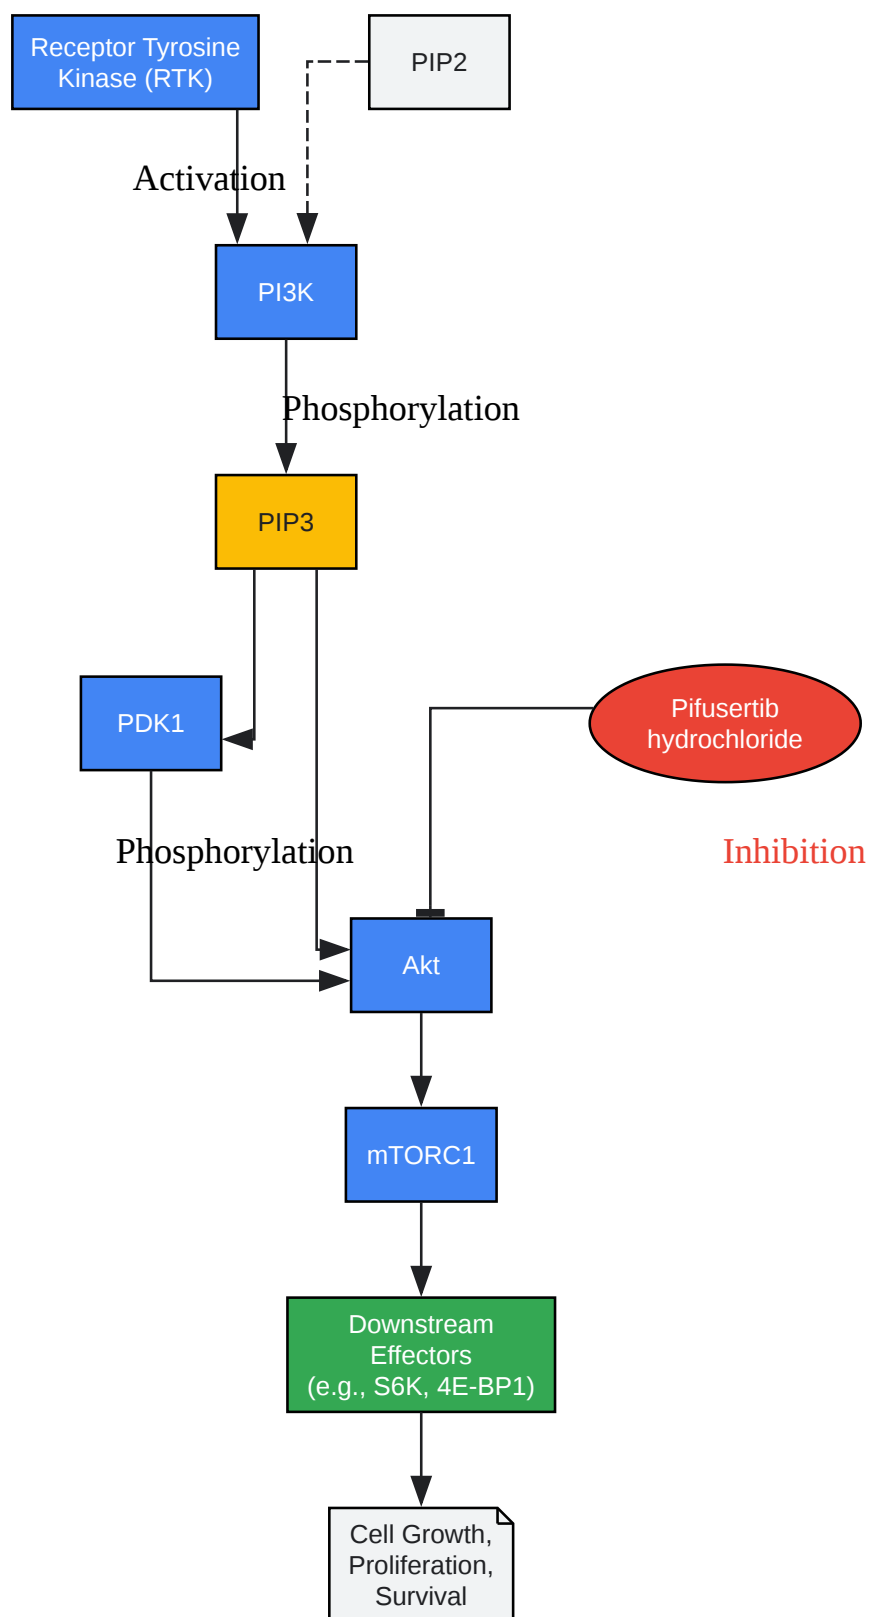 Receptor Tyrosine
Kinase (RTK)
PIP2
Activation
PI3K
Phosphorylation
PIP3
PDK1
Pifusertib
hydrochloride
Phosphorylation
Inhibition
Akt
mTORC1
Downstream
Effectors
(e.g., S6K, 4E-BP1)
Cell Growth,
Proliferation,
Survival